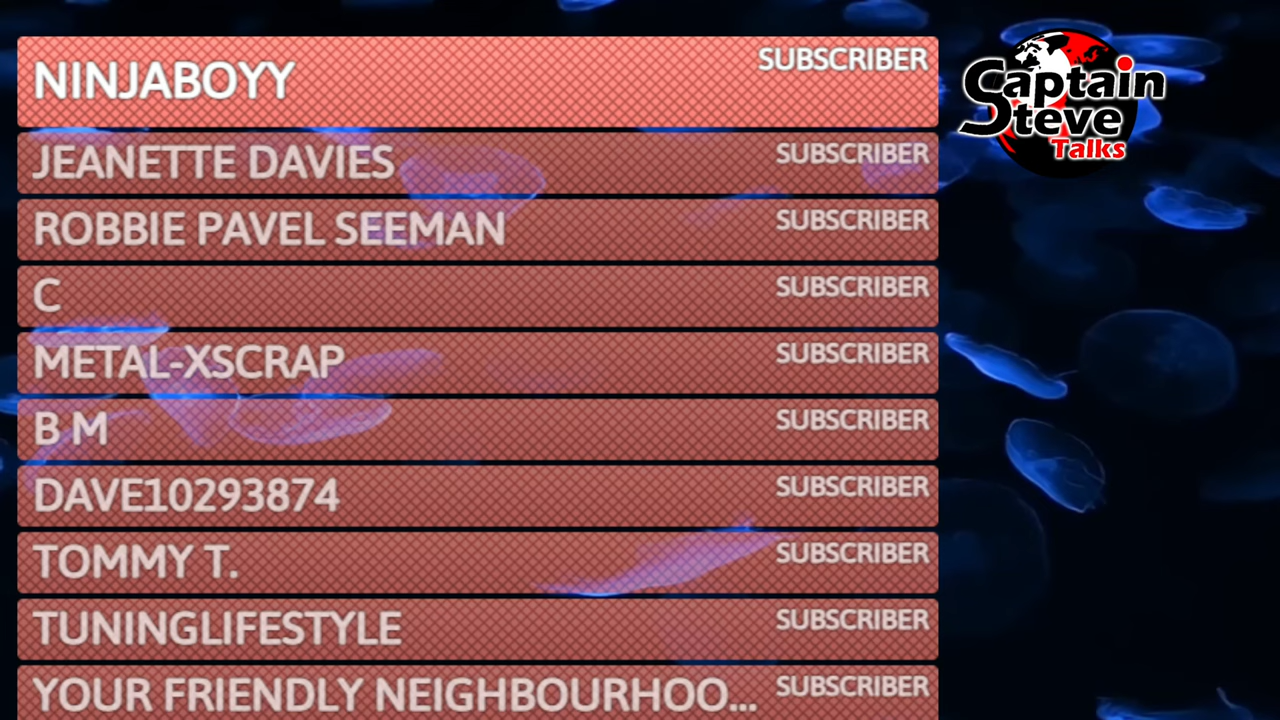 NINJABOYY SUBSCRIBER
JEANETTE DAVIES SUBSCRIBER
ROBBIE PAVEL SEEMAN SUBSCRIBER
C SUBSCRIBER
METAL-XSCRAP SUBSCRIBER
B M SUBSCRIBER
DAVE10293874 SUBSCRIBER
TOMMY T. SUBSCRIBER
TUNINGLIFESTYLE SUBSCRIBER
YOUR FRIENDLY NEIGHBOURHOO... SUBSCRIBER
Captain
Steve
Talks